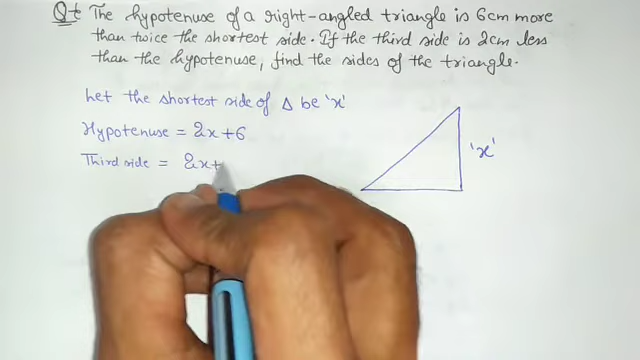 Q: The hypotenuse of a right-angled triangle is 6cm more
than twice the shortest side. If the third side is 2cm less
than the hypotenuse, find the sides of the triangle.
Let the shortest side of Δ be 'x'
Hypotenuse = 2x+6
'x'
Third side = 2x+